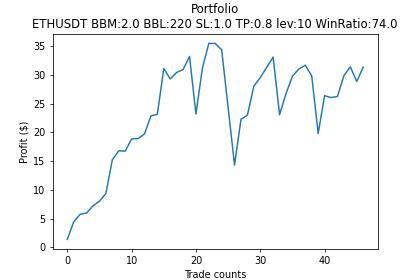 Portfolio
ETHUSDT BBM:2.0 BBL:220 SL:1.0 TP:0.8 lev:10 WinRatio:74.0
35
30
25
20
15
10
5
0
Profit ($)
0 10 20 30 40
Trade counts